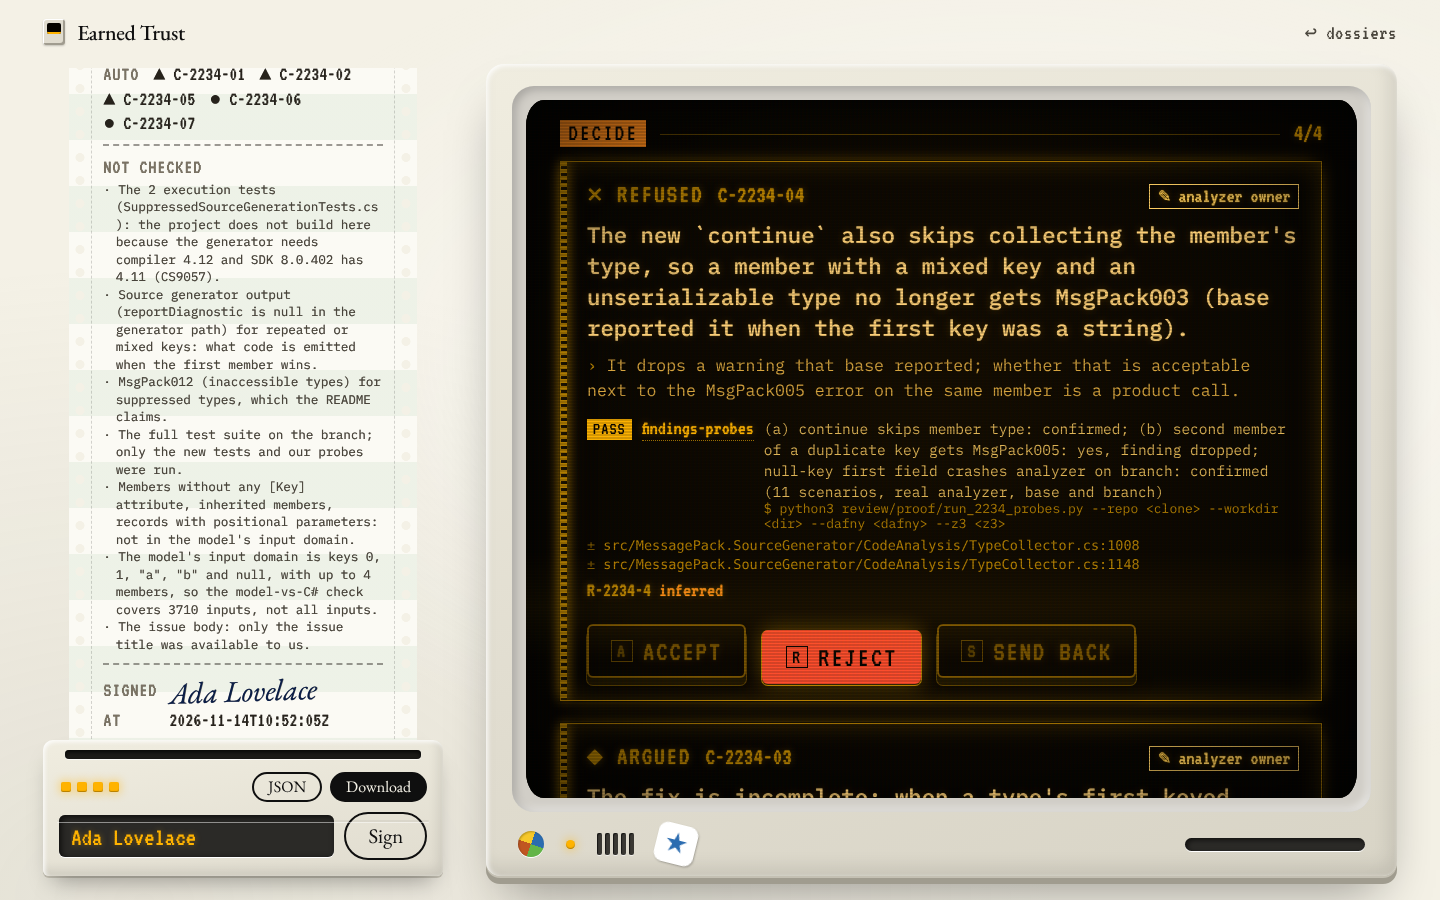 Earned Trust
↩ dossiers
AUTO ▲ C-2234-01 ▲ C-2234-02
▲ C-2234-05 ● C-2234-06
● C-2234-07
NOT CHECKED
· The 2 execution tests
(SuppressedSourceGenerationTests.cs
): the project does not build here
because the generator needs
compiler 4.12 and SDK 8.0.402 has
4.11 (CS9057).
· Source generator output
(reportDiagnostic is null in the
generator path) for repeated or
mixed keys: what code is emitted
when the first member wins.
· MsgPack012 (inaccessible types) for
suppressed types, which the README
claims.
· The full test suite on the branch;
only the new tests and our probes
were run.
· Members without any [Key]
attribute, inherited members,
records with positional parameters:
not in the model's input domain.
· The model's input domain is keys 0,
1, "a", "b" and null, with up to 4
members, so the model-vs-C# check
covers 3710 inputs, not all inputs.
· The issue body: only the issue
title was available to us.
SIGNED Ada Lovelace
AT 2026-11-14T10:52:05Z
JSON
Download
Ada Lovelace
Sign
DECIDE
4/4
✕ REFUSED C-2234-04
✎ analyzer owner
The new `continue` also skips collecting the member's
type, so a member with a mixed key and an
unserializable type no longer gets MsgPack003 (base
reported it when the first key was a string).
› It drops a warning that base reported; whether that is acceptable
next to the MsgPack005 error on the same member is a product call.
PASS findings-probes (a) continue skips member type: confirmed; (b) second member
of a duplicate key gets MsgPack005: yes, finding dropped;
null-key first field crashes analyzer on branch: confirmed
(11 scenarios, real analyzer, base and branch)
$ python3 review/proof/run_2234_probes.py --repo <clone> --workdir
<dir> --dafny <dafny> --z3 <z3>
± src/MessagePack.SourceGenerator/CodeAnalysis/TypeCollector.cs:1008
± src/MessagePack.SourceGenerator/CodeAnalysis/TypeCollector.cs:1148
R-2234-4 inferred
A ACCEPT
R REJECT
S SEND BACK
◆ ARGUED C-2234-03
✎ analyzer owner
The fix is incomplete: when a type's first keyed